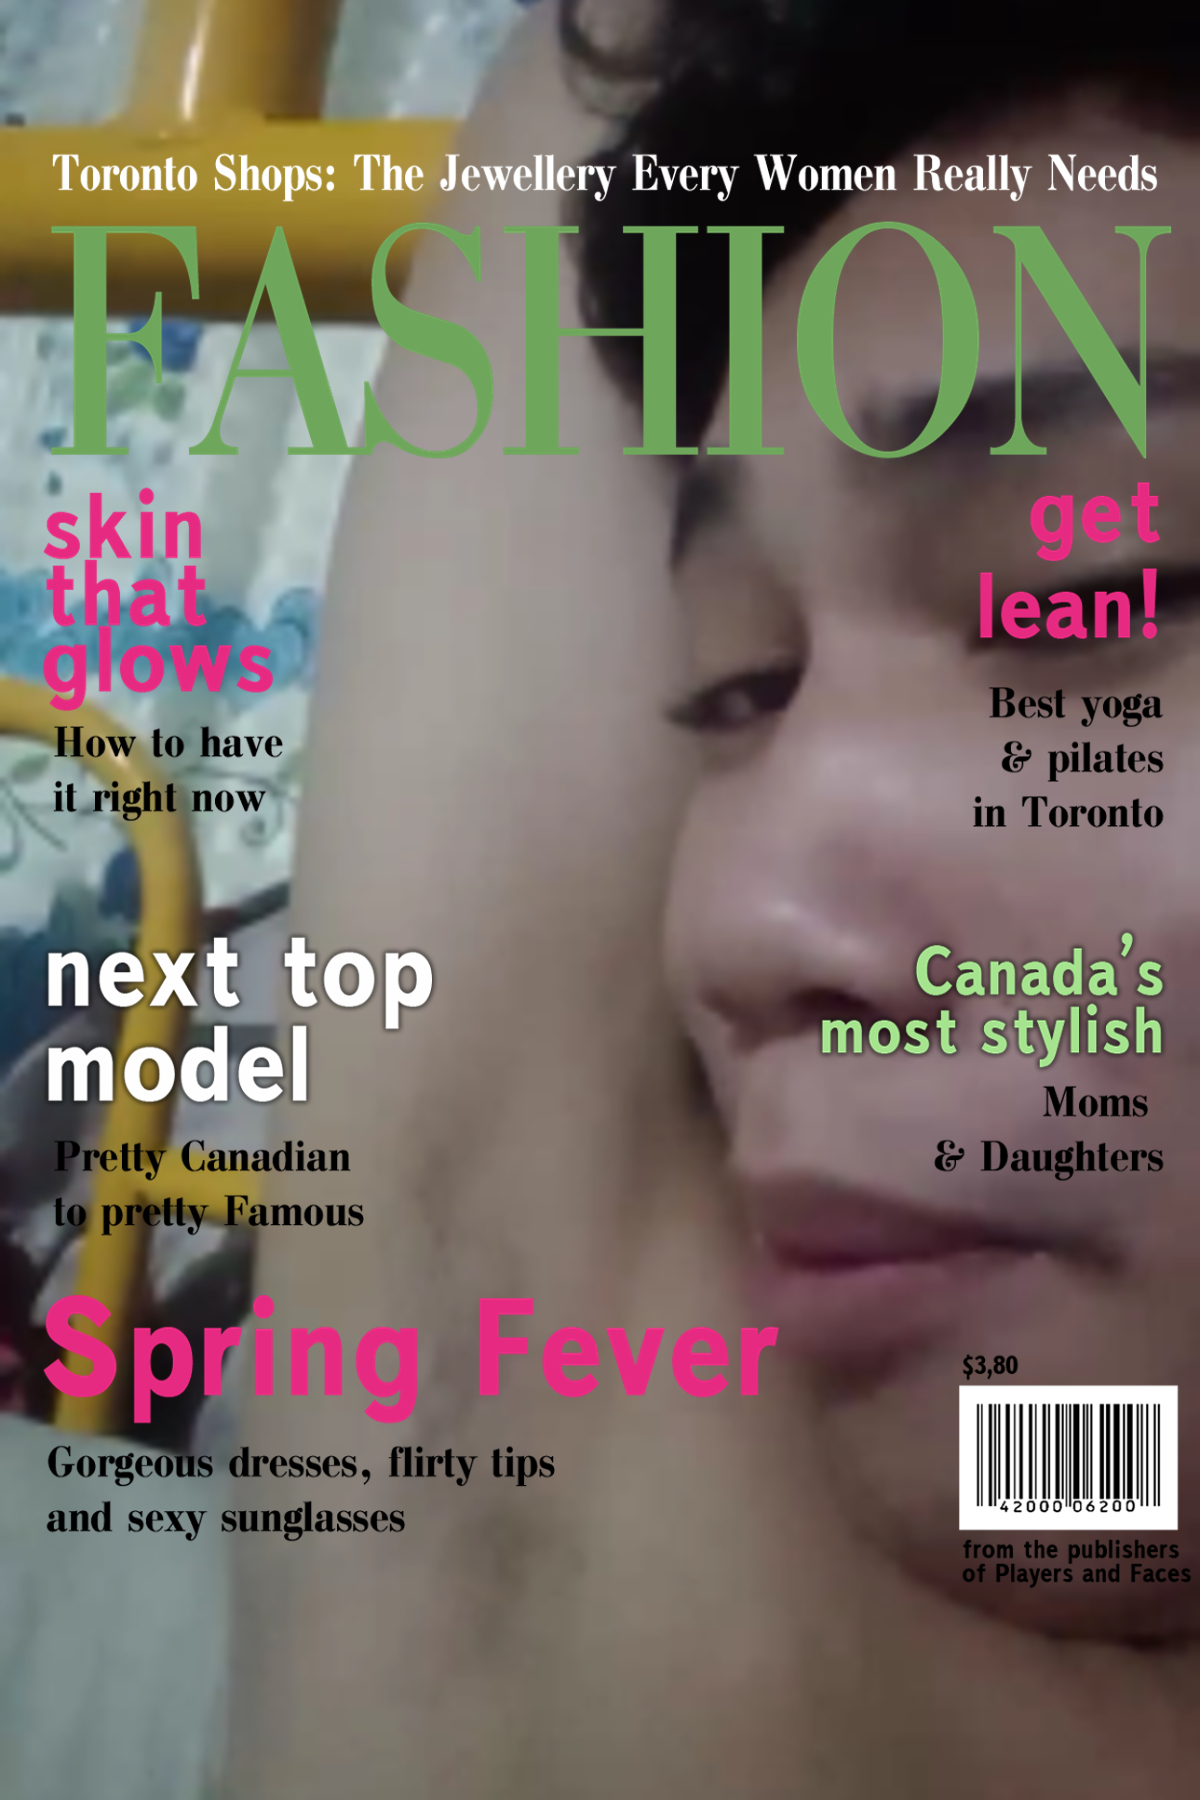 Toronto Shops: The Jewellery Every Women Really Needs
FASHION
skin
that
glows
How to have
it right now
get
lean!
Best yoga
& pilates
in Toronto
next top
model
Pretty Canadian
to pretty Famous
Canada's
most stylish
Moms
& Daughters
Spring Fever
Gorgeous dresses, flirty tips
and sexy sunglasses
$3,80
42000 06200
from the publishers
of Players and Faces